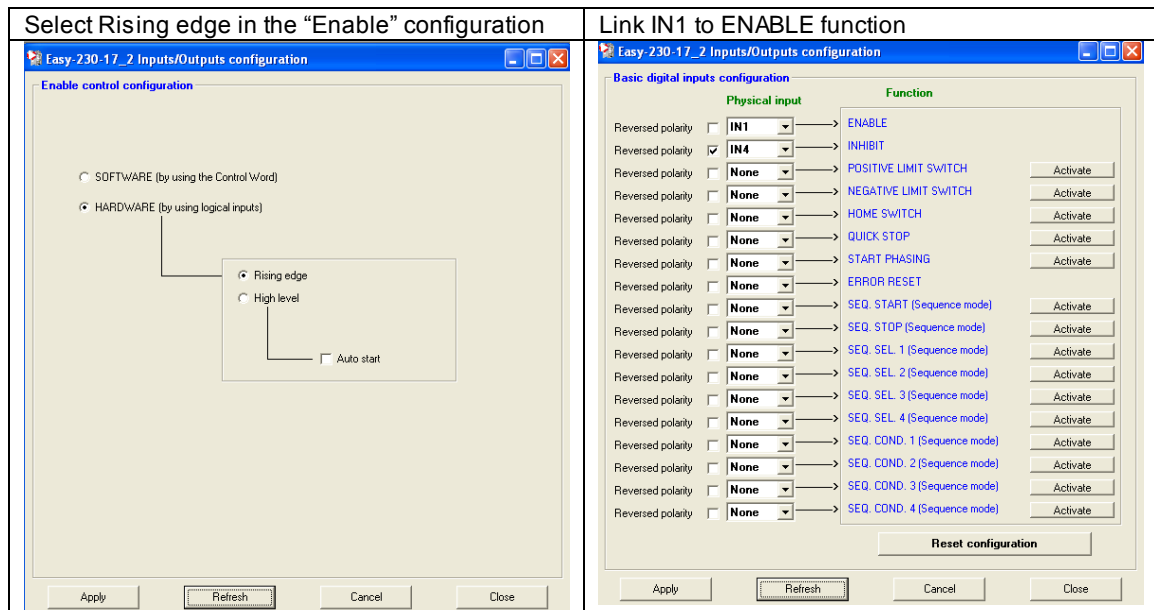 Select Rising edge in the “Enable” configuration
Easy-230-17_2 Inputs/Outputs configuration
Enable control configuration
SOFTWARE (by using the Control Word)
HARDWARE (by using logical inputs)
Rising edge
High level
Auto start
Apply Refresh Cancel Close
Link IN1 to ENABLE function
Easy-230-17_2 Inputs/Outputs configuration
Basic digital inputs configuration
Physical input Function
Reversed polarity IN1 ENABLE
Reversed polarity IN4 INHIBIT
Reversed polarity None POSITIVE LIMIT SWITCH Activate
Reversed polarity None NEGATIVE LIMIT SWITCH Activate
Reversed polarity None HOME SWITCH Activate
Reversed polarity None QUICK STOP Activate
Reversed polarity None START PHASING Activate
Reversed polarity None ERROR RESET
Reversed polarity None SEQ. START (Sequence mode) Activate
Reversed polarity None SEQ. STOP (Sequence mode) Activate
Reversed polarity None SEQ. SEL. 1 (Sequence mode) Activate
Reversed polarity None SEQ. SEL. 2 (Sequence mode) Activate
Reversed polarity None SEQ. SEL. 3 (Sequence mode) Activate
Reversed polarity None SEQ. SEL. 4 (Sequence mode) Activate
Reversed polarity None SEQ. COND. 1 (Sequence mode) Activate
Reversed polarity None SEQ. COND. 2 (Sequence mode) Activate
Reversed polarity None SEQ. COND. 3 (Sequence mode) Activate
Reversed polarity None SEQ. COND. 4 (Sequence mode) Activate
Reset configuration
Apply Refresh Cancel Close